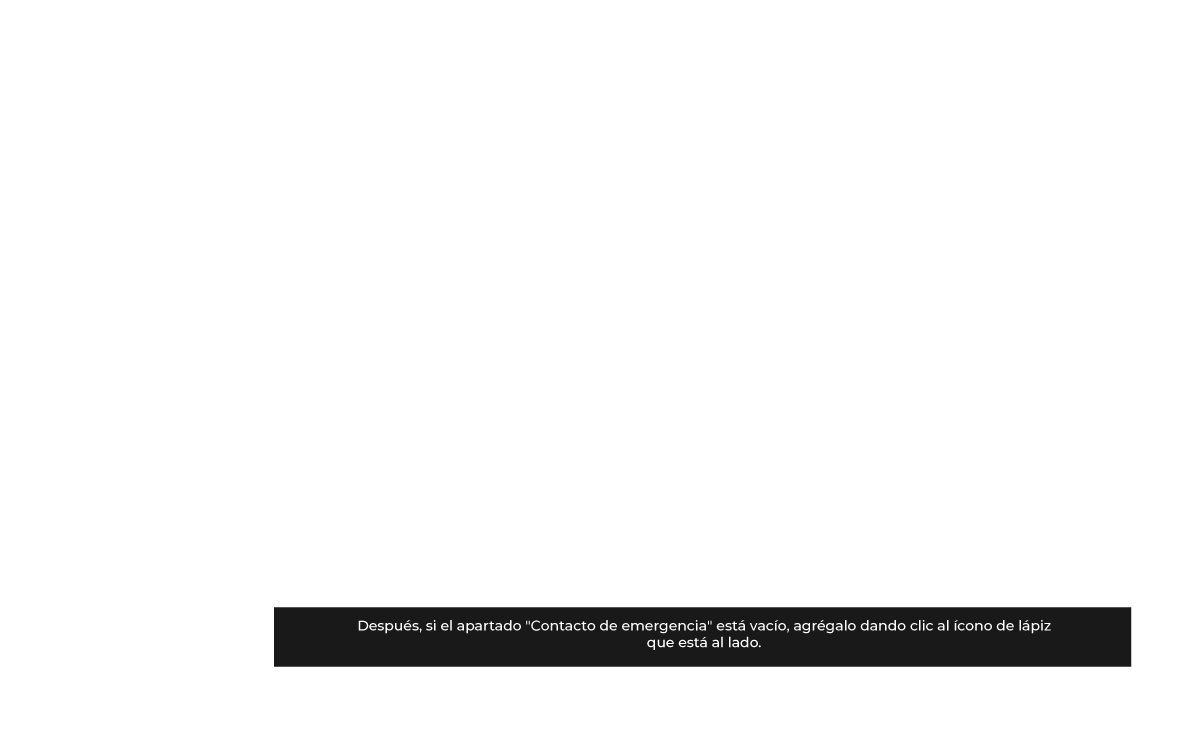 Después, si el apartado "Contacto de emergencia" está vacío, agrégalo dando clic al ícono de lápiz
que está al lado.